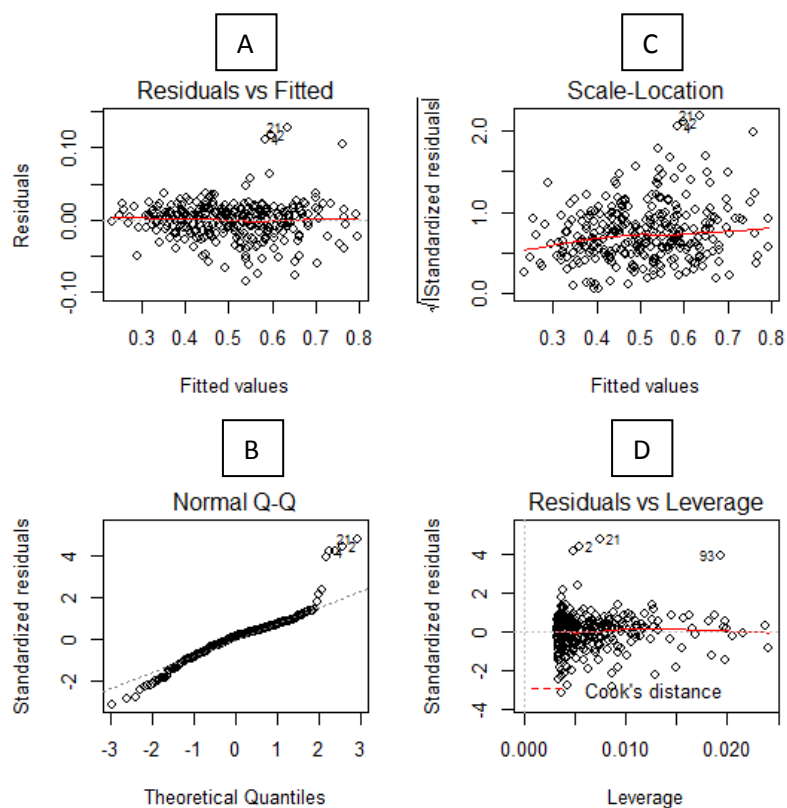 A
Residuals vs Fitted
21
2
4
0.10
0.00
-0.10
Residuals
0.3 0.4 0.5 0.6 0.7 0.8
Fitted values
C
Scale-Location
21
2
4
2.0
1.0
0.0
√|Standardized residuals|
0.3 0.4 0.5 0.6 0.7 0.8
Fitted values
B
Normal Q-Q
21
2
4
4
2
0
-2
Standardized residuals
-3 -2 -1 0 1 2 3
Theoretical Quantiles
D
Residuals vs Leverage
21
2
93
4
2
0
-2
-4
Standardized residuals
Cook's distance
0.000 0.010 0.020
Leverage